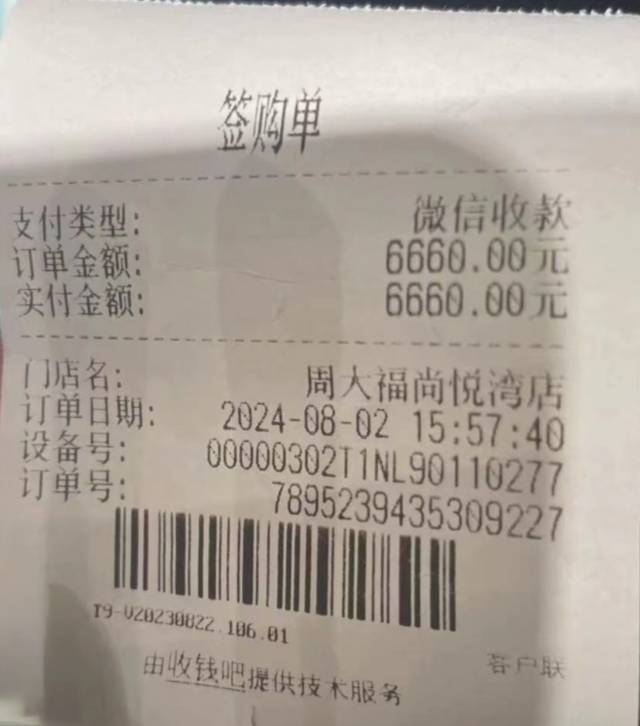 签购单
支付类型: 微信收款
订单金额: 6660.00元
实付金额: 6660.00元
门店名: 周大福尚悦湾店
订单日期: 2024-08-02 15:57:40
设备号: 00000302T1NL90110277
订单号: 7895239435309227
T9-V20230822.106.01
由收钱吧提供技术服务
客户联